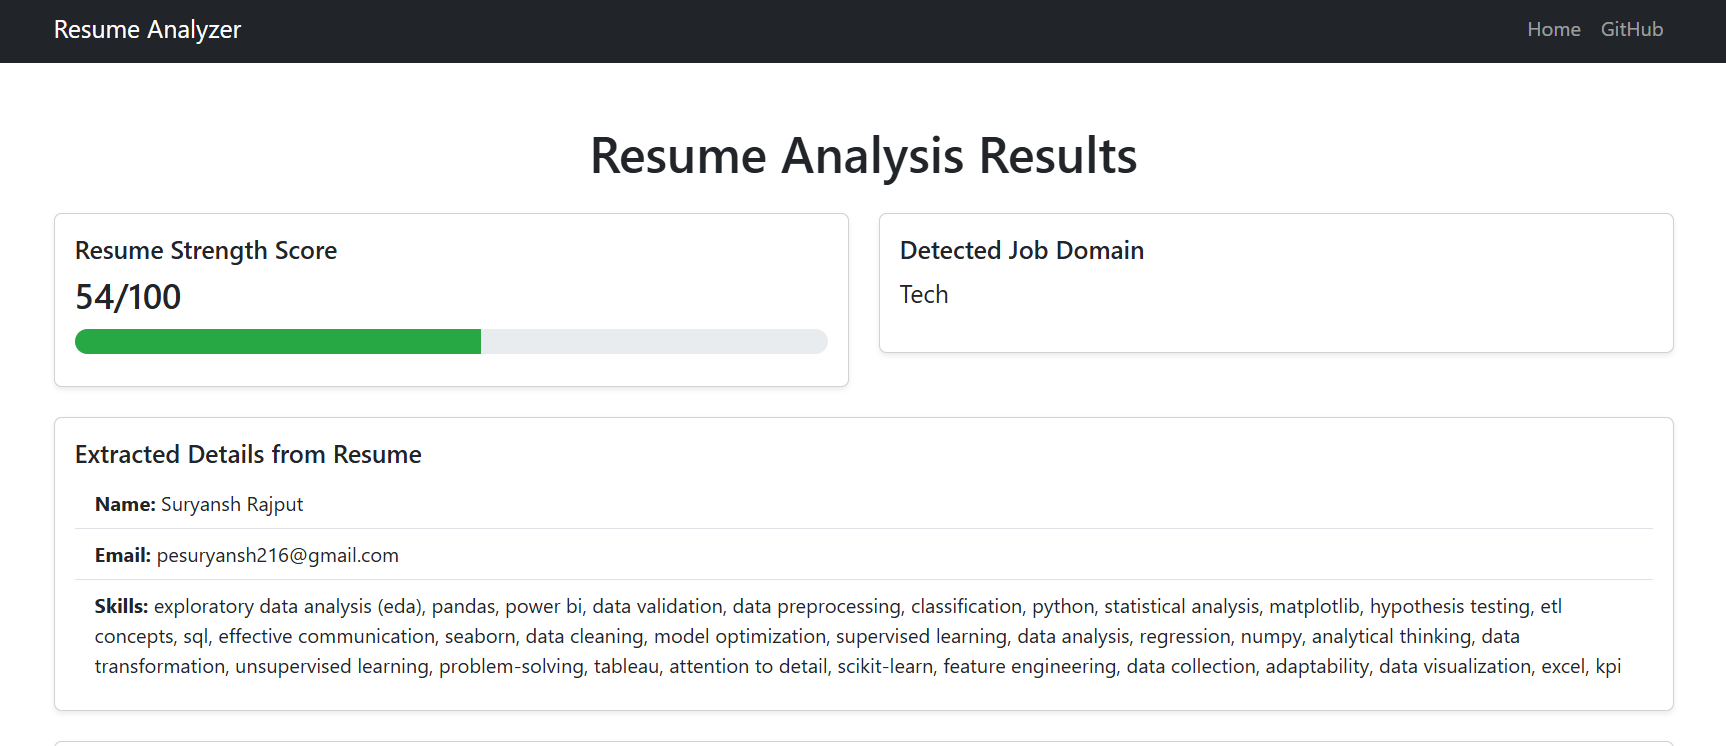 Resume Analyzer
Home GitHub
Resume Analysis Results
Resume Strength Score
54/100
Detected Job Domain
Tech
Extracted Details from Resume
Name: Suryansh Rajput
Email: pesuryansh216@gmail.com
Skills: exploratory data analysis (eda), pandas, power bi, data validation, data preprocessing, classification, python, statistical analysis, matplotlib, hypothesis testing, etl
concepts, sql, effective communication, seaborn, data cleaning, model optimization, supervised learning, data analysis, regression, numpy, analytical thinking, data
transformation, unsupervised learning, problem-solving, tableau, attention to detail, scikit-learn, feature engineering, data collection, adaptability, data visualization, excel, kpi